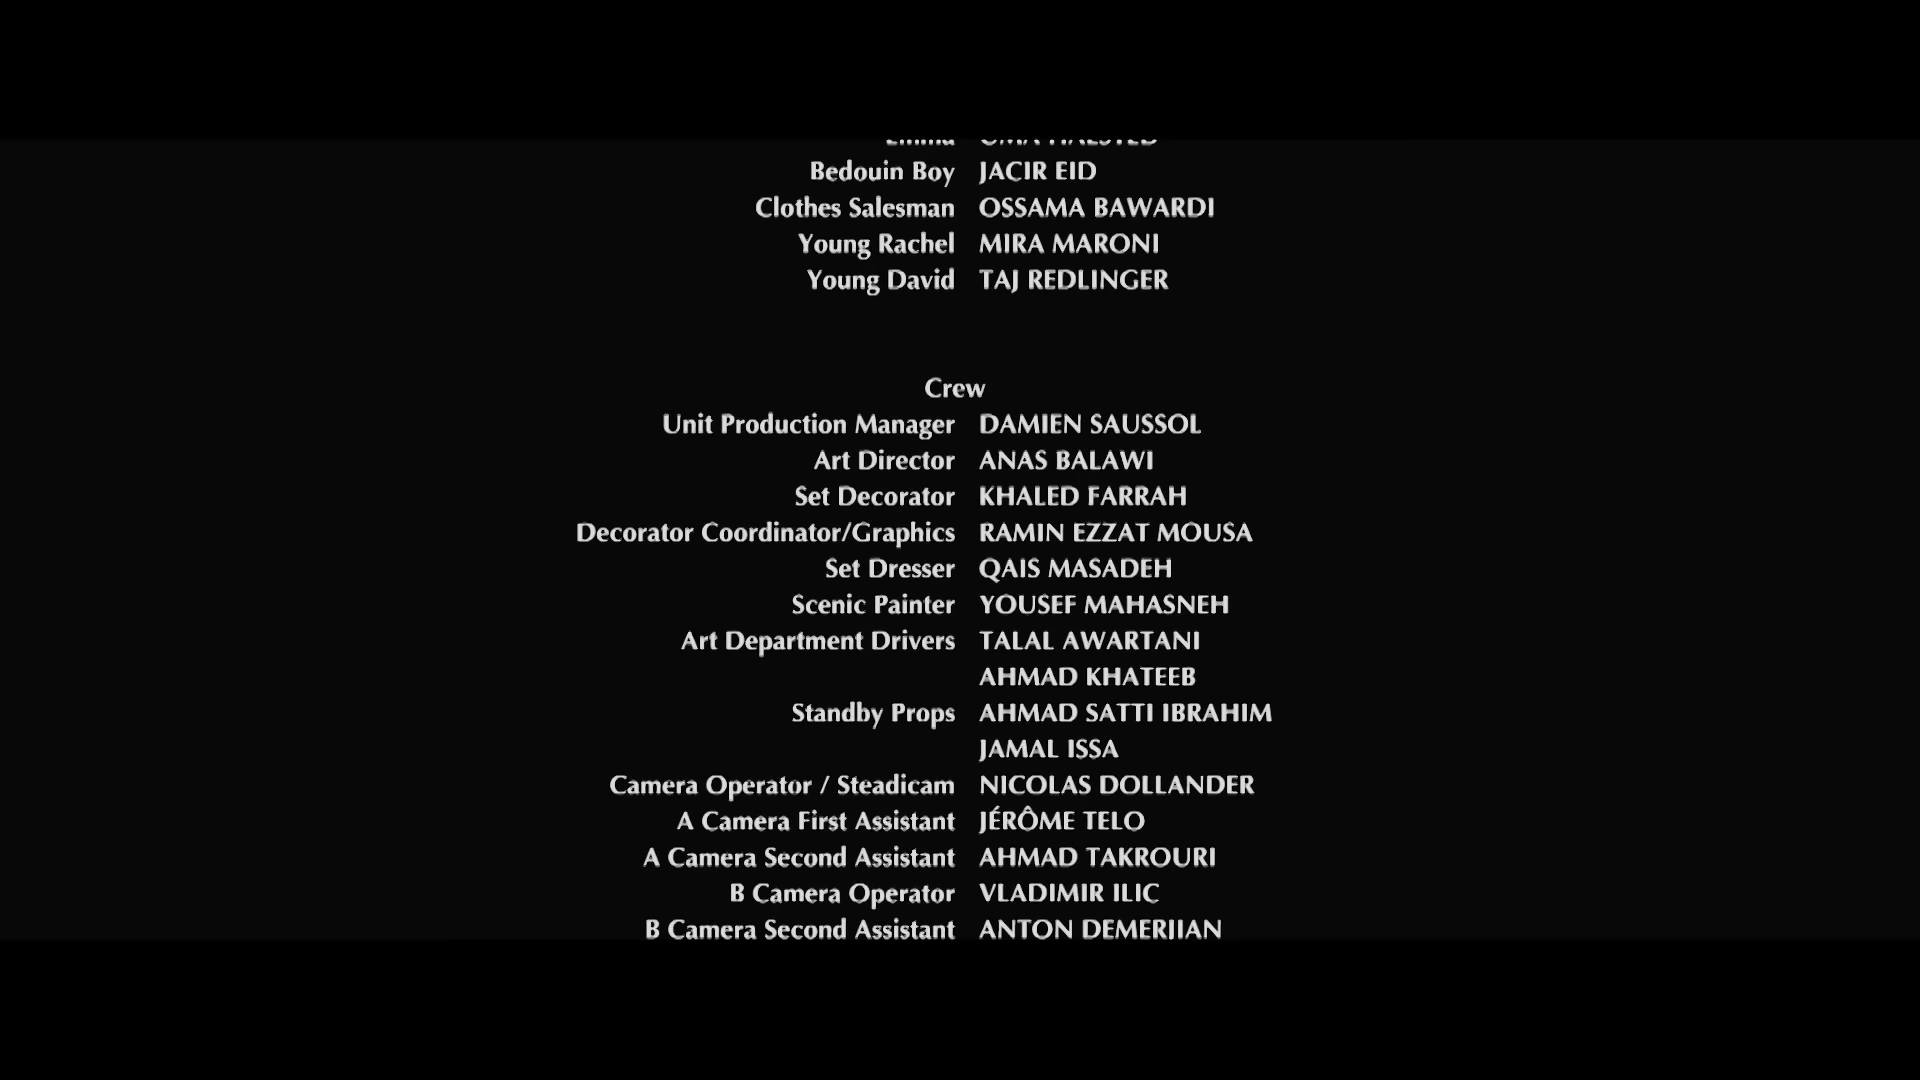 Bedouin Boy JACIR EID
Clothes Salesman OSSAMA BAWARDI
Young Rachel MIRA MARONI
Young David TAJ REDLINGER
Crew
Unit Production Manager DAMIEN SAUSSOL
Art Director ANAS BALAWI
Set Decorator KHALED FARRAH
Decorator Coordinator/Graphics RAMIN EZZAT MOUSA
Set Dresser QAIS MASADEH
Scenic Painter YOUSEF MAHASNEH
Art Department Drivers TALAL AWARTANI
AHMAD KHATEEB
Standby Props AHMAD SATTI IBRAHIM
JAMAL ISSA
Camera Operator / Steadicam NICOLAS DOLLANDER
A Camera First Assistant JÉRÔME TELO
A Camera Second Assistant AHMAD TAKROURI
B Camera Operator VLADIMIR ILIC
B Camera Second Assistant ANTON DEMERJIAN